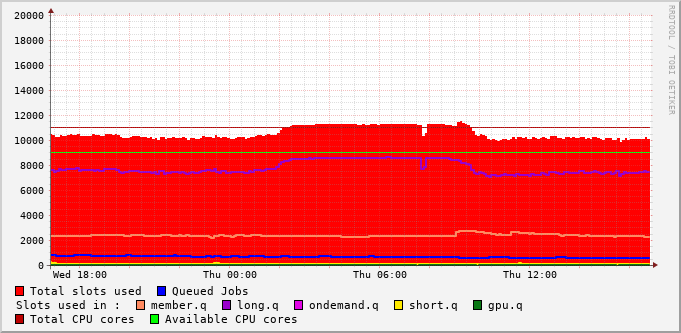 20000
18000
16000
14000
12000
10000
8000
6000
4000
2000
0
Wed 18:00 Thu 00:00 Thu 06:00 Thu 12:00
RRDTOOL / TOBI OETIKER
Total slots used Queued Jobs
Slots used in : member.q long.q ondemand.q short.q gpu.q
Total CPU cores Available CPU cores